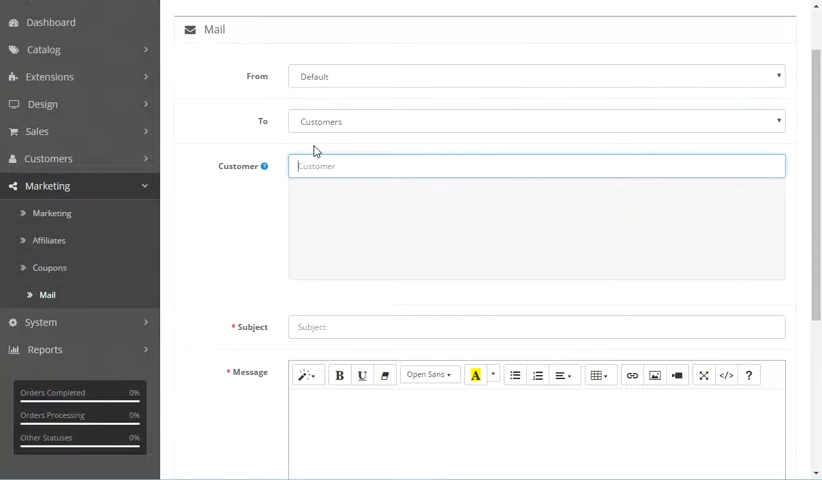 Dashboard
Catalog
Extensions
Design
Sales
Customers
Marketing
Marketing
Affiliates
Coupons
Mail
System
Reports
Orders Completed 0%
Orders Processing 0%
Other Statuses 0%
Mail
From Default
To Customers
Customer ? Customer
* Subject Subject
* Message
B U Open Sans A </> ?